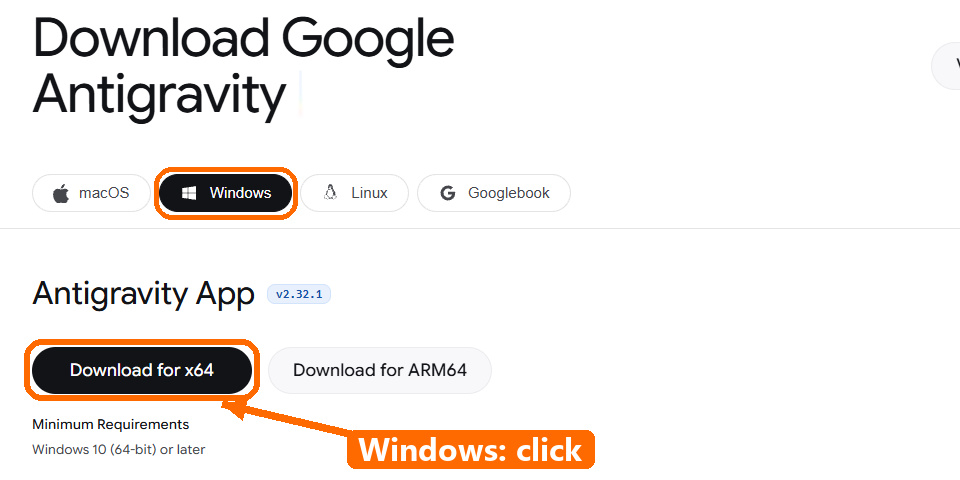 Download Google
Antigravity
macOS
Windows
Linux
Googlebook
Antigravity App
v2.32.1
Download for x64
Download for ARM64
Minimum Requirements
Windows 10 (64-bit) or later
Windows: click